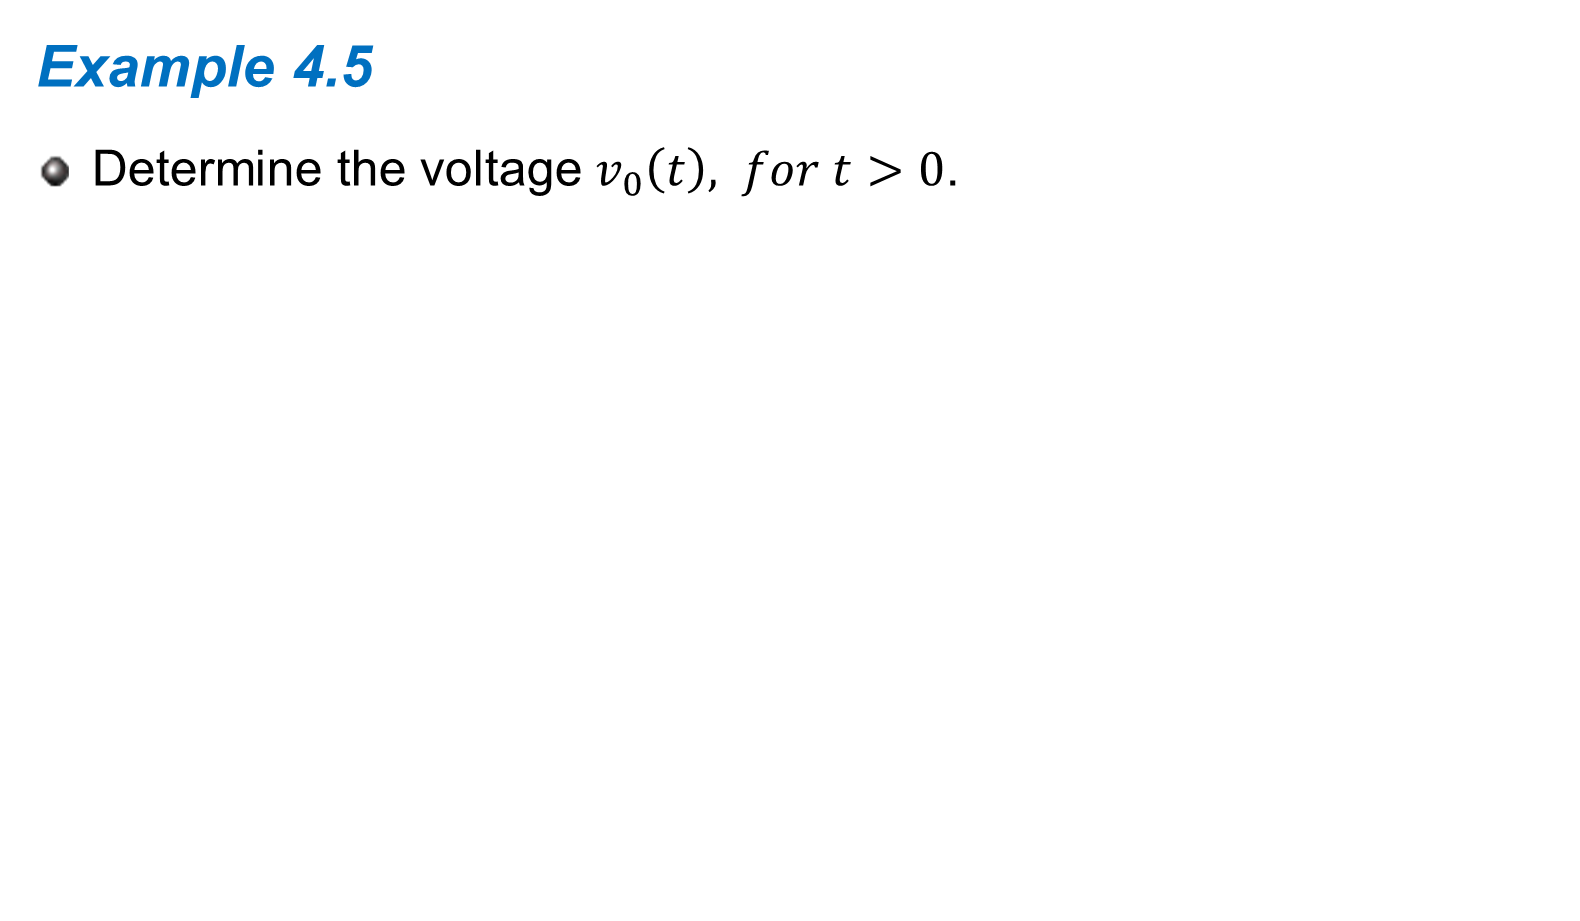 Example 4.5
Determine the voltage 𝑣₀(𝑡), 𝑓𝑜𝑟 𝑡 > 0.